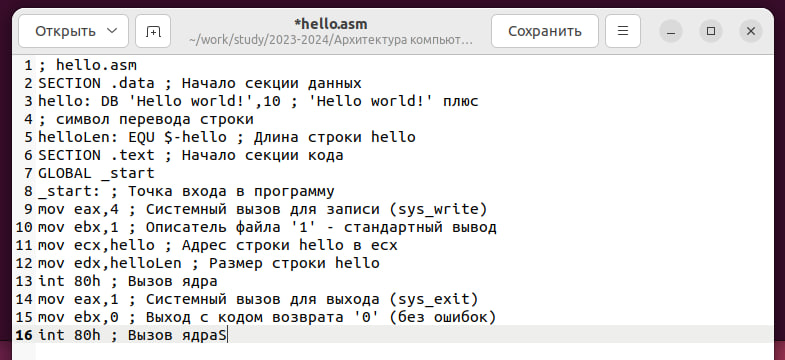 *hello.asm
Открыть
~/work/study/2023-2024/Архитектура компьют...
Сохранить
1 ; hello.asm
2 SECTION .data ; Начало секции данных
3 hello: DB 'Hello world!',10 ; 'Hello world!' плюс
4 ; символ перевода строки
5 helloLen: EQU $-hello ; Длина строки hello
6 SECTION .text ; Начало секции кода
7 GLOBAL _start
8 _start: ; Точка входа в программу
9 mov eax,4 ; Системный вызов для записи (sys_write)
10 mov ebx,1 ; Описатель файла '1' - стандартный вывод
11 mov ecx,hello ; Адрес строки hello в ecx
12 mov edx,helloLen ; Размер строки hello
13 int 80h ; Вызов ядра
14 mov eax,1 ; Системный вызов для выхода (sys_exit)
15 mov ebx,0 ; Выход с кодом возврата '0' (без ошибок)
16 int 80h ; Вызов ядраS